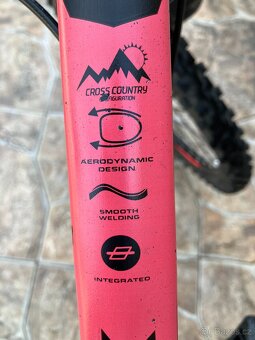 CROSS COUNTRY
CONFIGURATION
AERODYNAMIC
DESIGN
SMOOTH
WELDING
INTEGRATED